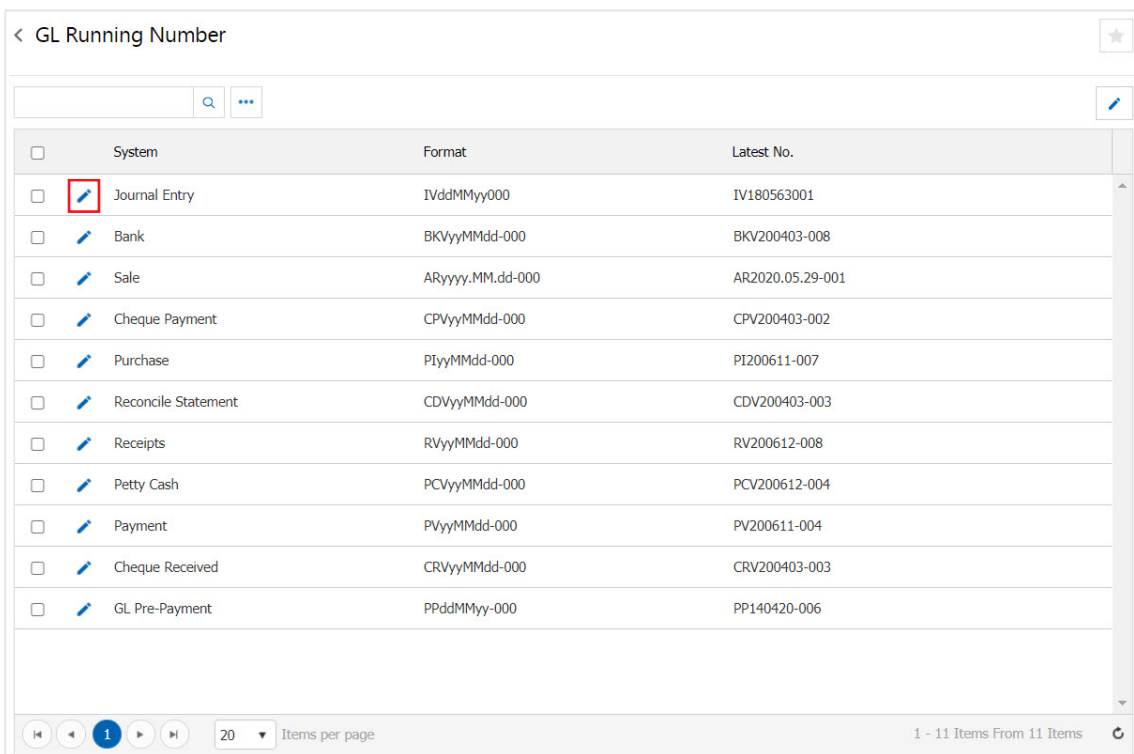 GL Running Number
System Format Latest No.
Journal Entry IVddMMyy000 IV180563001
Bank BKVyyMMdd-000 BKV200403-008
Sale ARyyyy.MM.dd-000 AR2020.05.29-001
Cheque Payment CPVyyMMdd-000 CPV200403-002
Purchase PIyyMMdd-000 PI200611-007
Reconcile Statement CDVyyMMdd-000 CDV200403-003
Receipts RVyyMMdd-000 RV200612-008
Petty Cash PCVyyMMdd-000 PCV200612-004
Payment PVyyMMdd-000 PV200611-004
Cheque Received CRVyyMMdd-000 CRV200403-003
GL Pre-Payment PPddMMyy-000 PP140420-006
1 20 Items per page 1 - 11 Items From 11 Items